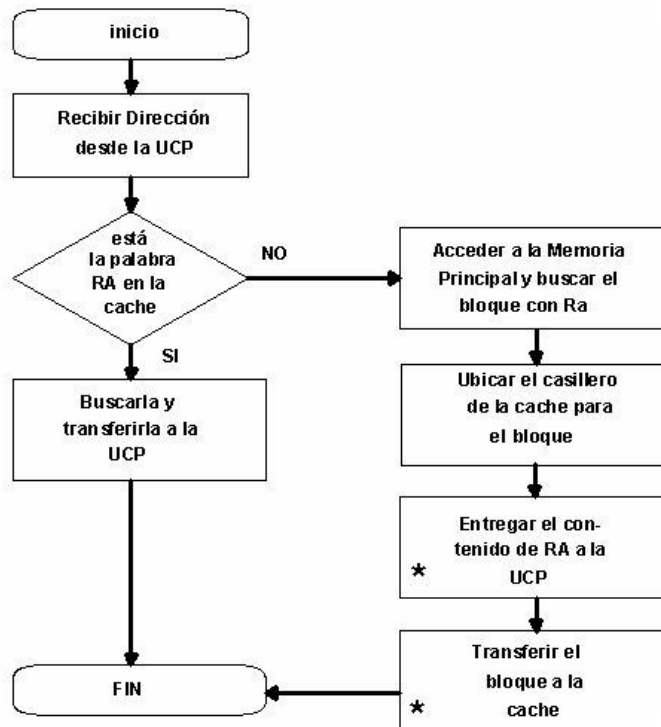 inicio
Recibir Dirección
desde la UCP
está
la palabra
RA en la
cache
NO
SI
Buscarla y
transferirla a la
UCP
Acceder a la Memoria
Principal y buscar el
bloque con Ra
Ubicar el casillero
de la cache para
el bloque
Entregar el con-
tenido de RA a la
* UCP
Transferir el
bloque a la
* cache
FIN